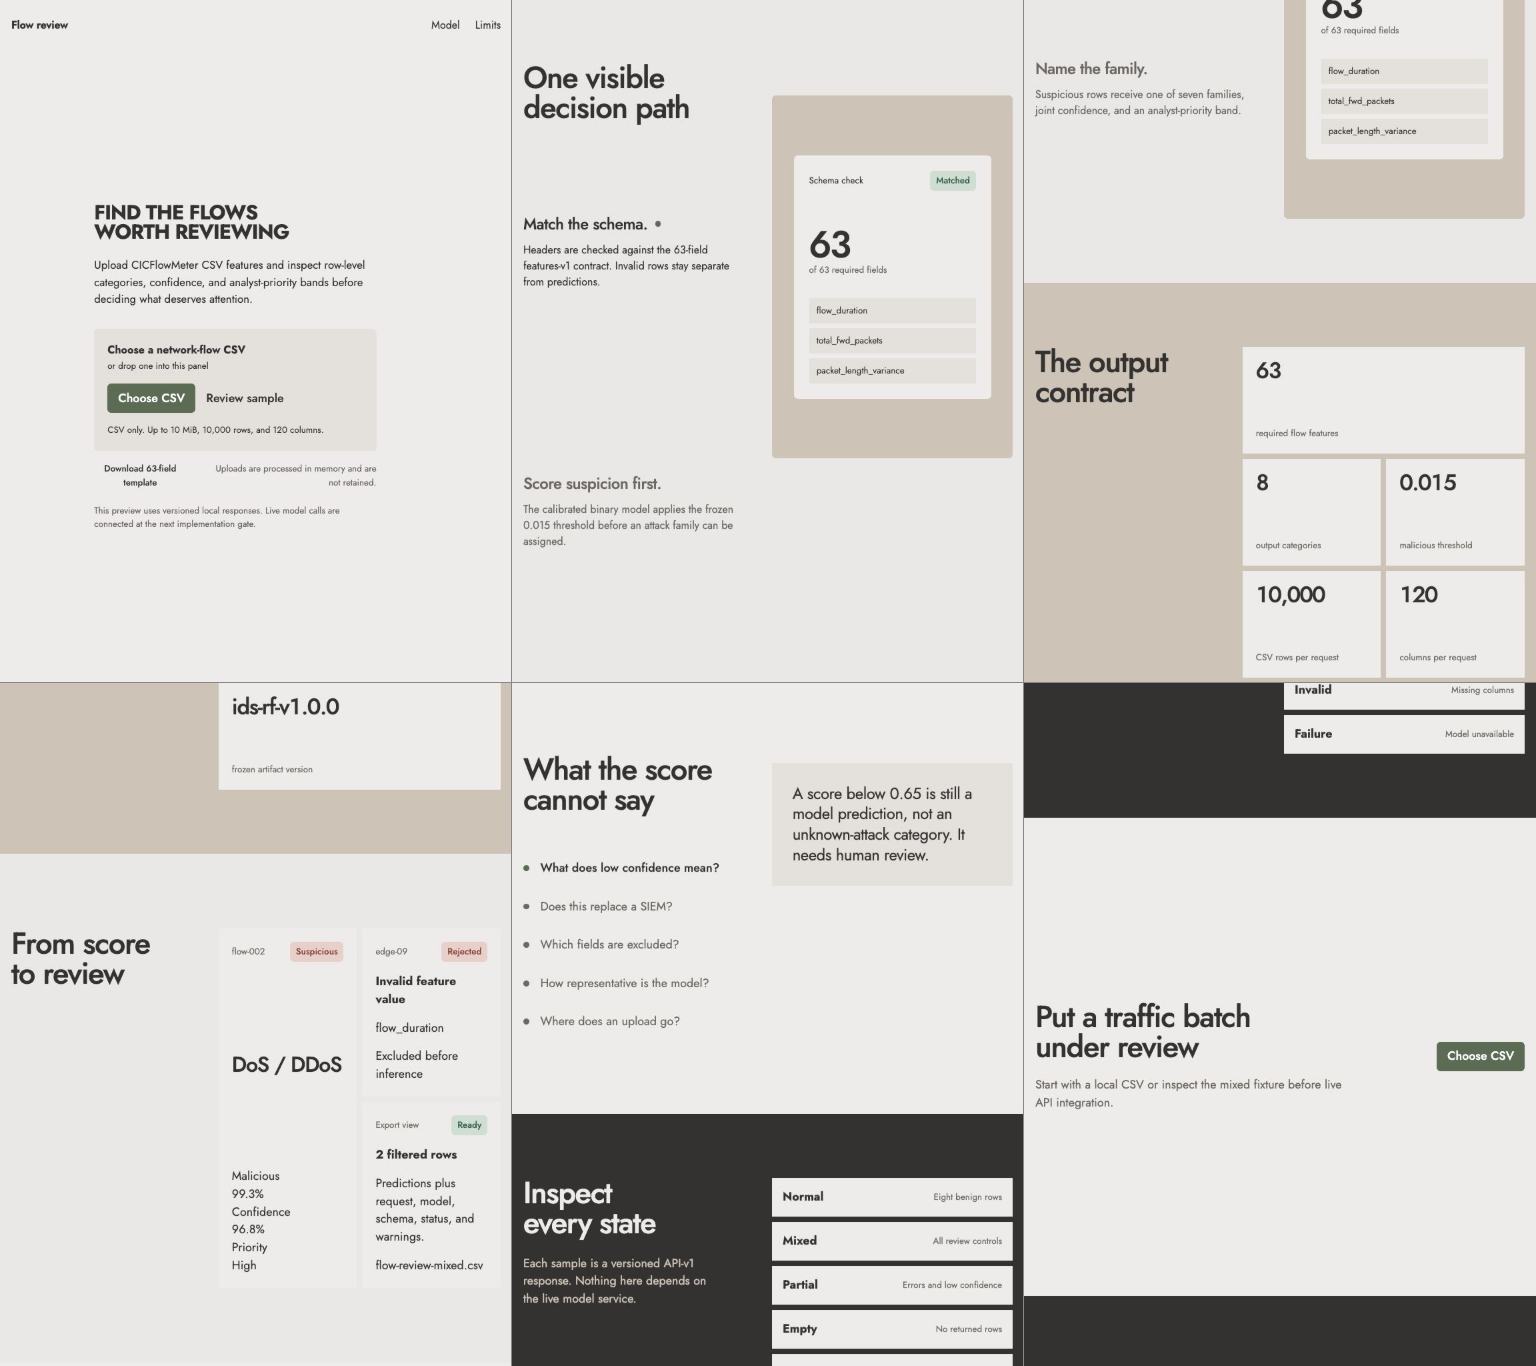 Flow review
Model
Limits
FIND THE FLOWS
WORTH REVIEWING
Upload CICFlowMeter CSV features and inspect row-level
categories, confidence, and analyst-priority bands before
deciding what deserves attention.
Choose a network-flow CSV
or drop one into this panel
Choose CSV
Review sample
CSV only. Up to 10 MiB, 10,000 rows, and 120 columns.
Download 63-field
template
Uploads are processed in memory and are
not retained.
This preview uses versioned local responses. Live model calls are
connected at the next implementation gate.
One visible
decision path
Match the schema.
Headers are checked against the 63-field
features-v1 contract. Invalid rows stay separate
from predictions.
Schema check
Matched
63
of 63 required fields
flow_duration
total_fwd_packets
packet_length_variance
Score suspicion first.
The calibrated binary model applies the frozen
0.015 threshold before an attack family can be
assigned.
63
of 63 required fields
flow_duration
total_fwd_packets
packet_length_variance
Name the family.
Suspicious rows receive one of seven families,
joint confidence, and an analyst-priority band.
The output
contract
63
required flow features
8
output categories
0.015
malicious threshold
10,000
CSV rows per request
120
columns per request
ids-rf-v1.0.0
frozen artifact version
From score
to review
flow-002
Suspicious
DoS / DDoS
Malicious
99.3%
Confidence
96.8%
Priority
High
edge-09
Rejected
Invalid feature
value
flow_duration
Excluded before
inference
Export view
Ready
2 filtered rows
Predictions plus
request, model,
schema, status, and
warnings.
flow-review-mixed.csv
What the score
cannot say
What does low confidence mean?
Does this replace a SIEM?
Which fields are excluded?
How representative is the model?
Where does an upload go?
A score below 0.65 is still a
model prediction, not an
unknown-attack category. It
needs human review.
Inspect
every state
Each sample is a versioned API-v1
response. Nothing here depends on
the live model service.
Normal
Eight benign rows
Mixed
All review controls
Partial
Errors and low confidence
Empty
No returned rows
Invalid
Missing columns
Failure
Model unavailable
Put a traffic batch
under review
Start with a local CSV or inspect the mixed fixture before live
API integration.
Choose CSV